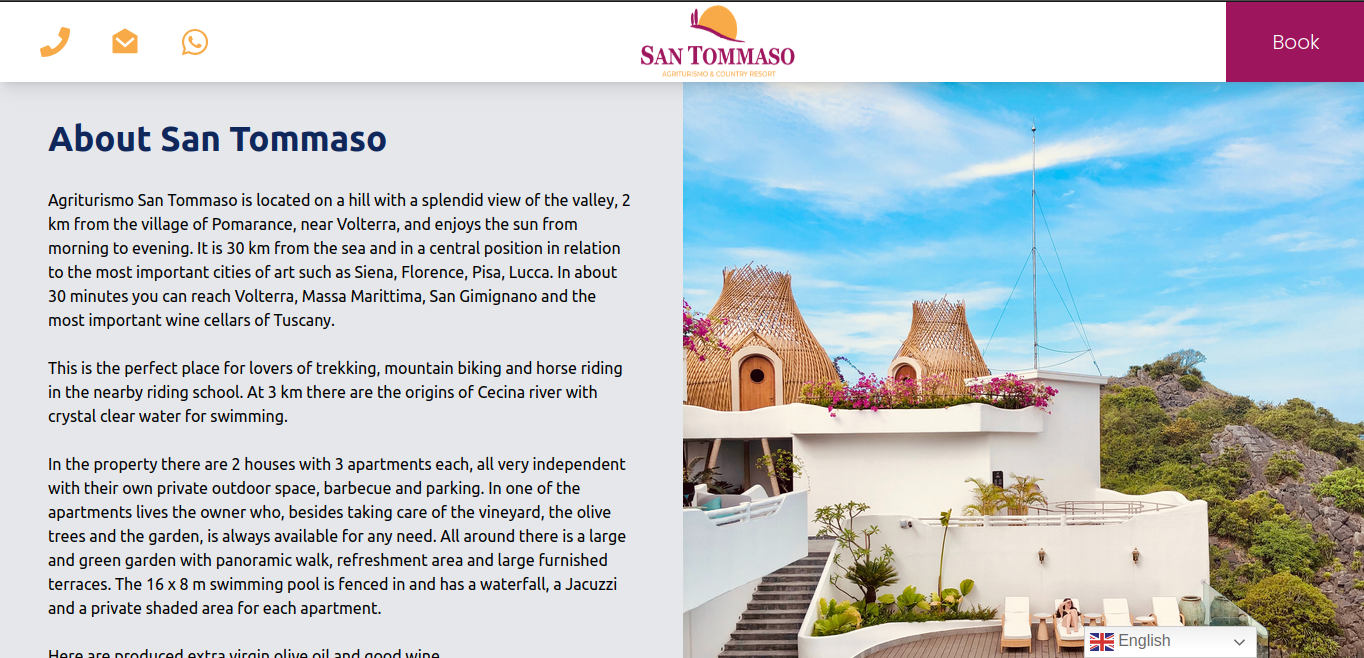 SAN TOMMASO
AGRITURISMO & COUNTRY RESORT
Book
About San Tommaso
Agriturismo San Tommaso is located on a hill with a splendid view of the valley, 2
km from the village of Pomarance, near Volterra, and enjoys the sun from
morning to evening. It is 30 km from the sea and in a central position in relation
to the most important cities of art such as Siena, Florence, Pisa, Lucca. In about
30 minutes you can reach Volterra, Massa Marittima, San Gimignano and the
most important wine cellars of Tuscany.
This is the perfect place for lovers of trekking, mountain biking and horse riding
in the nearby riding school. At 3 km there are the origins of Cecina river with
crystal clear water for swimming.
In the property there are 2 houses with 3 apartments each, all very independent
with their own private outdoor space, barbecue and parking. In one of the
apartments lives the owner who, besides taking care of the vineyard, the olive
trees and the garden, is always available for any need. All around there is a large
and green garden with panoramic walk, refreshment area and large furnished
terraces. The 16 x 8 m swimming pool is fenced in and has a waterfall, a Jacuzzi
and a private shaded area for each apartment.
Here are produced extra virgin olive oil and good wine
English